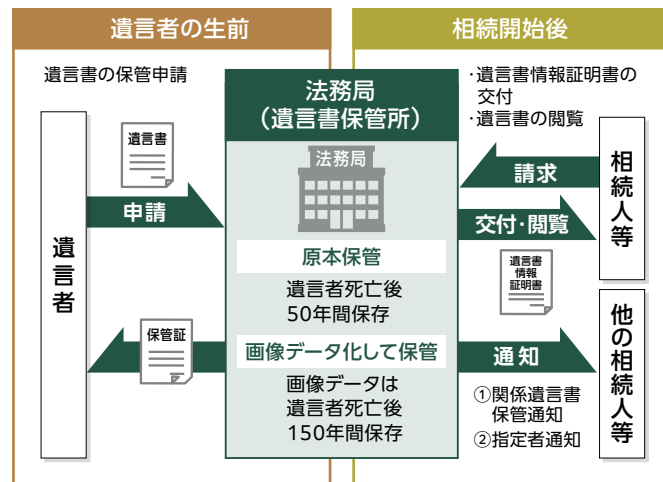 遺言者の生前
相続開始後
遺言書の保管申請
遺言書
申請
遺言者
保管証
法務局
(遺言書保管所)
法務局
原本保管
遺言者死亡後
50年間保存
画像データ化して保管
画像データは
遺言者死亡後
150年間保存
・遺言書情報証明書の
交付
・遺言書の閲覧
請求
交付・閲覧
相続人等
遺言書
情報
証明書
通知
①関係遺言書
保管通知
②指定者通知
他の相続人等